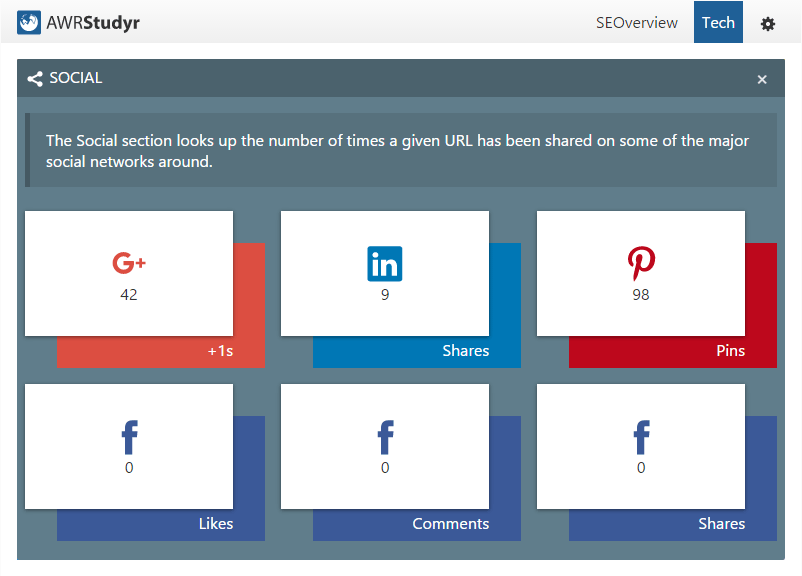 AWRStudyr
SEOverview
Tech
SOCIAL
The Social section looks up the number of times a given URL has been shared on some of the major
social networks around.
G+
in
42
9
98
+1s
Shares
Pins
f
f
f
0
0
0
Likes
Comments
Shares